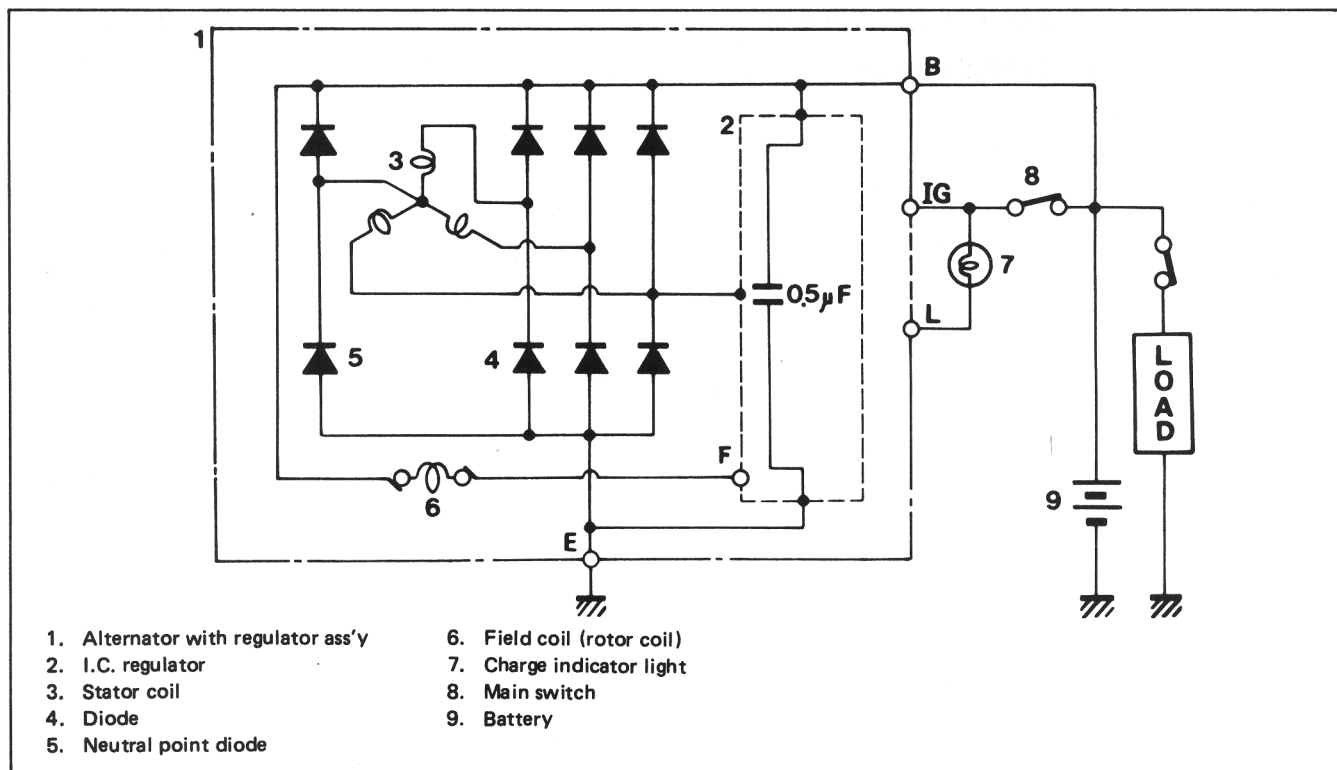 1
B
2
3
8
IG
7
0.5µF
L
5
4
LOAD
F
9
6
E
1. Alternator with regulator ass'y
2. I.C. regulator
3. Stator coil
4. Diode
5. Neutral point diode
6. Field coil (rotor coil)
7. Charge indicator light
8. Main switch
9. Battery